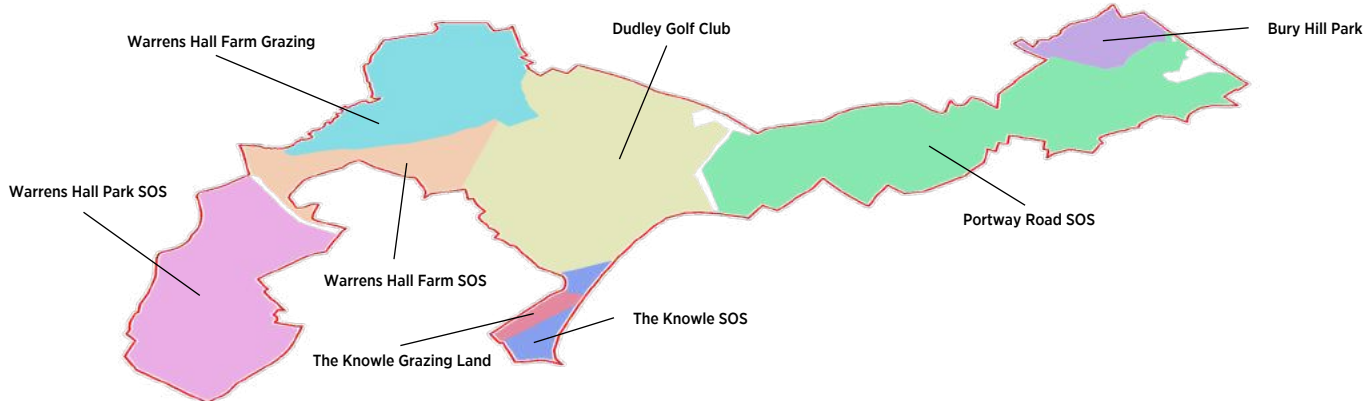 Dudley Golf Club
Bury Hill Park
Warrens Hall Farm Grazing
Warrens Hall Park SOS
Portway Road SOS
Warrens Hall Farm SOS
The Knowle SOS
The Knowle Grazing Land